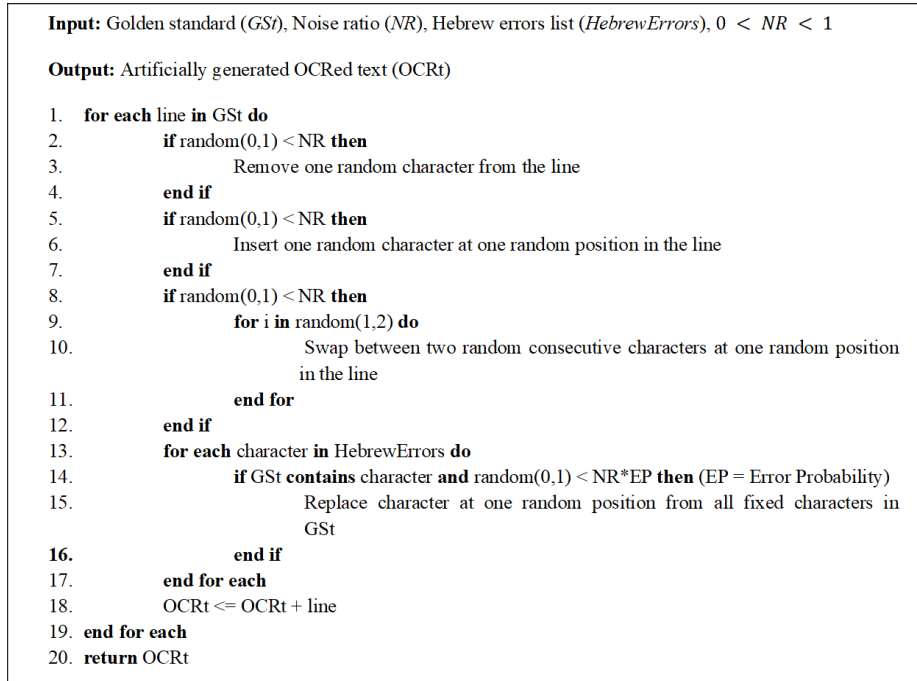 Input: Golden standard (GSt), Noise ratio (NR), Hebrew errors list (HebrewErrors), 0 < NR < 1
Output: Artificially generated OCRed text (OCRt)
1. for each line in GSt do
2. if random(0,1) < NR then
3. Remove one random character from the line
4. end if
5. if random(0,1) < NR then
6. Insert one random character at one random position in the line
7. end if
8. if random(0,1) < NR then
9. for i in random(1,2) do
10. Swap between two random consecutive characters at one random position
in the line
11. end for
12. end if
13. for each character in HebrewErrors do
14. if GSt contains character and random(0,1) < NR*EP then (EP = Error Probability)
15. Replace character at one random position from all fixed characters in
GSt
16. end if
17. end for each
18. OCRt <= OCRt + line
19. end for each
20. return OCRt